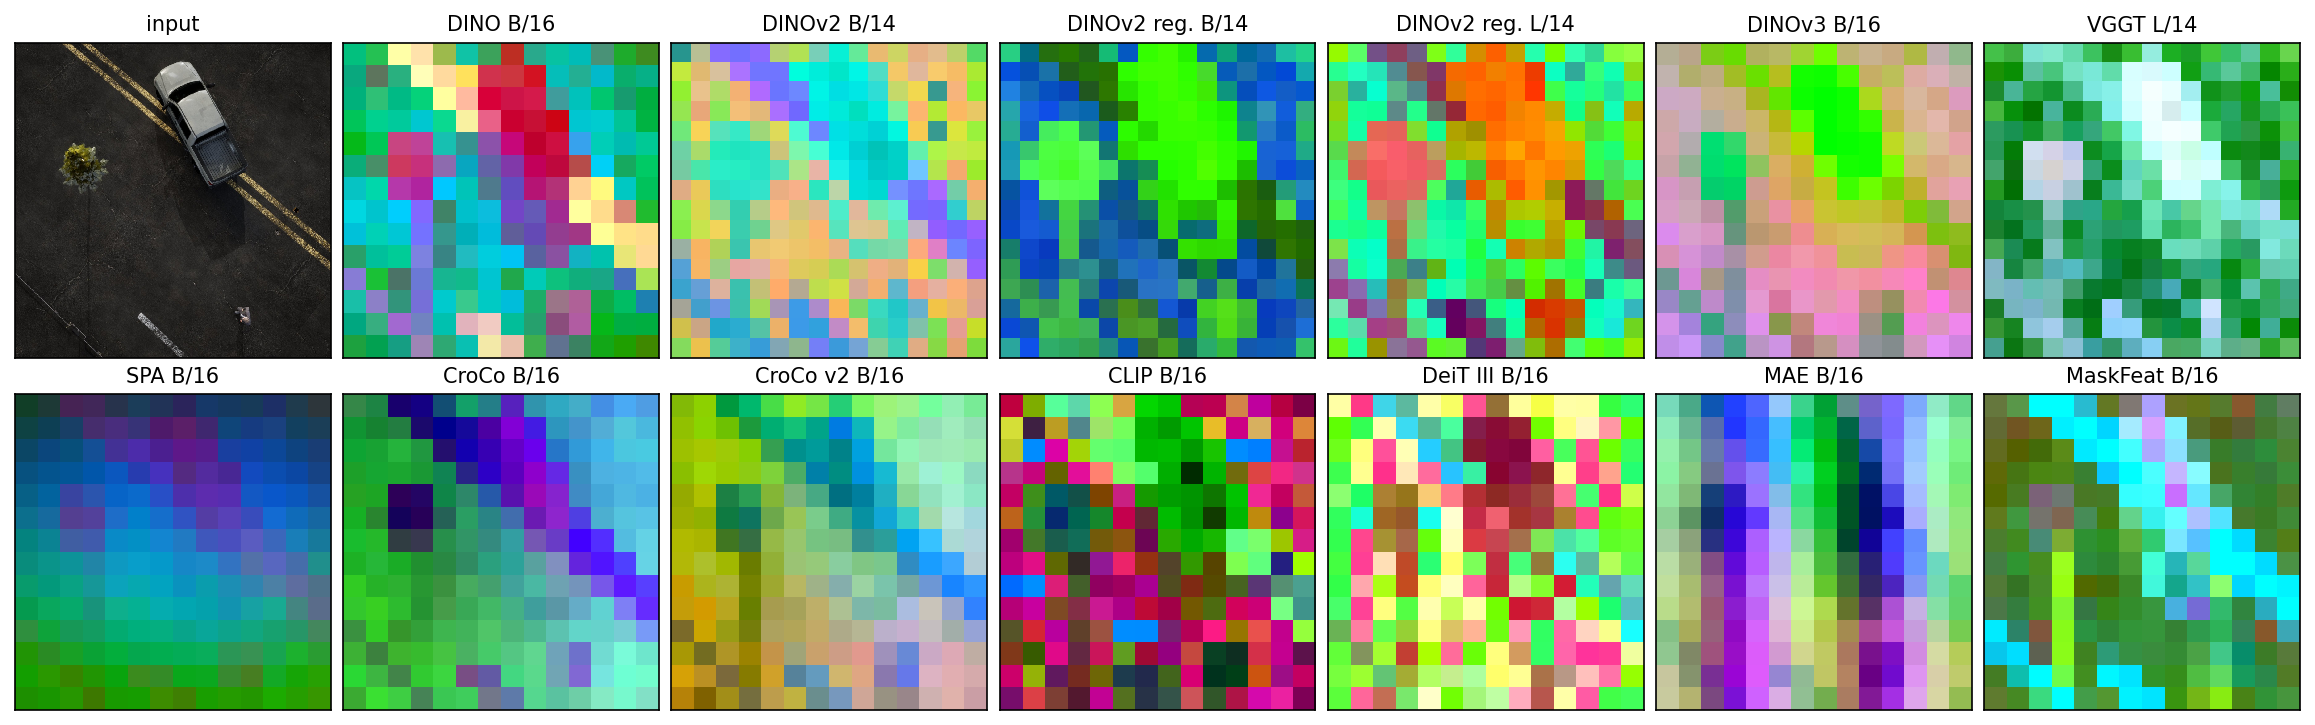 input
DINO B/16
DINOv2 B/14
DINOv2 reg. B/14
DINOv2 reg. L/14
DINOv3 B/16
VGGT L/14
SPA B/16
CroCo B/16
CroCo v2 B/16
CLIP B/16
DeiT III B/16
MAE B/16
MaskFeat B/16